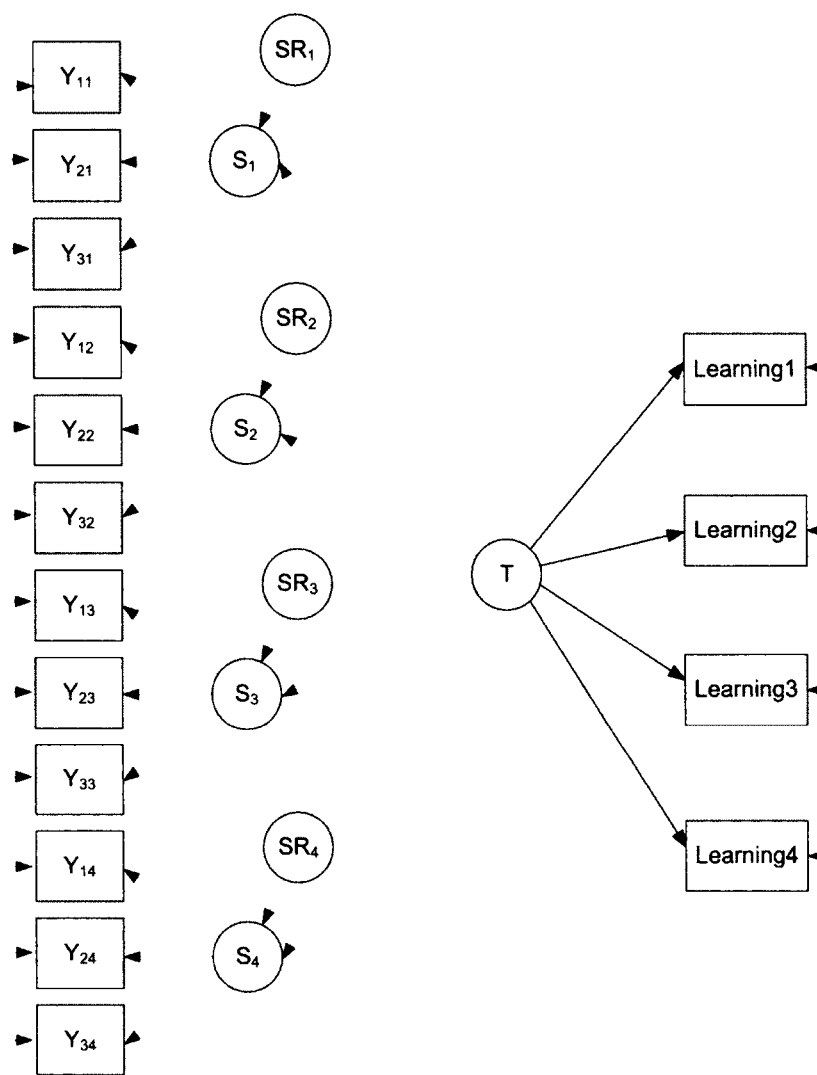 SR₁
Y₁₁
Y₂₁
S₁
Y₃₁
SR₂
Y₁₂
Learning1
Y₂₂
S₂
Y₃₂
Learning2
SR₃
T
Y₁₃
Y₂₃
S₃
Learning3
Y₃₃
SR₄
Y₁₄
Learning4
Y₂₄
S₄
Y₃₄